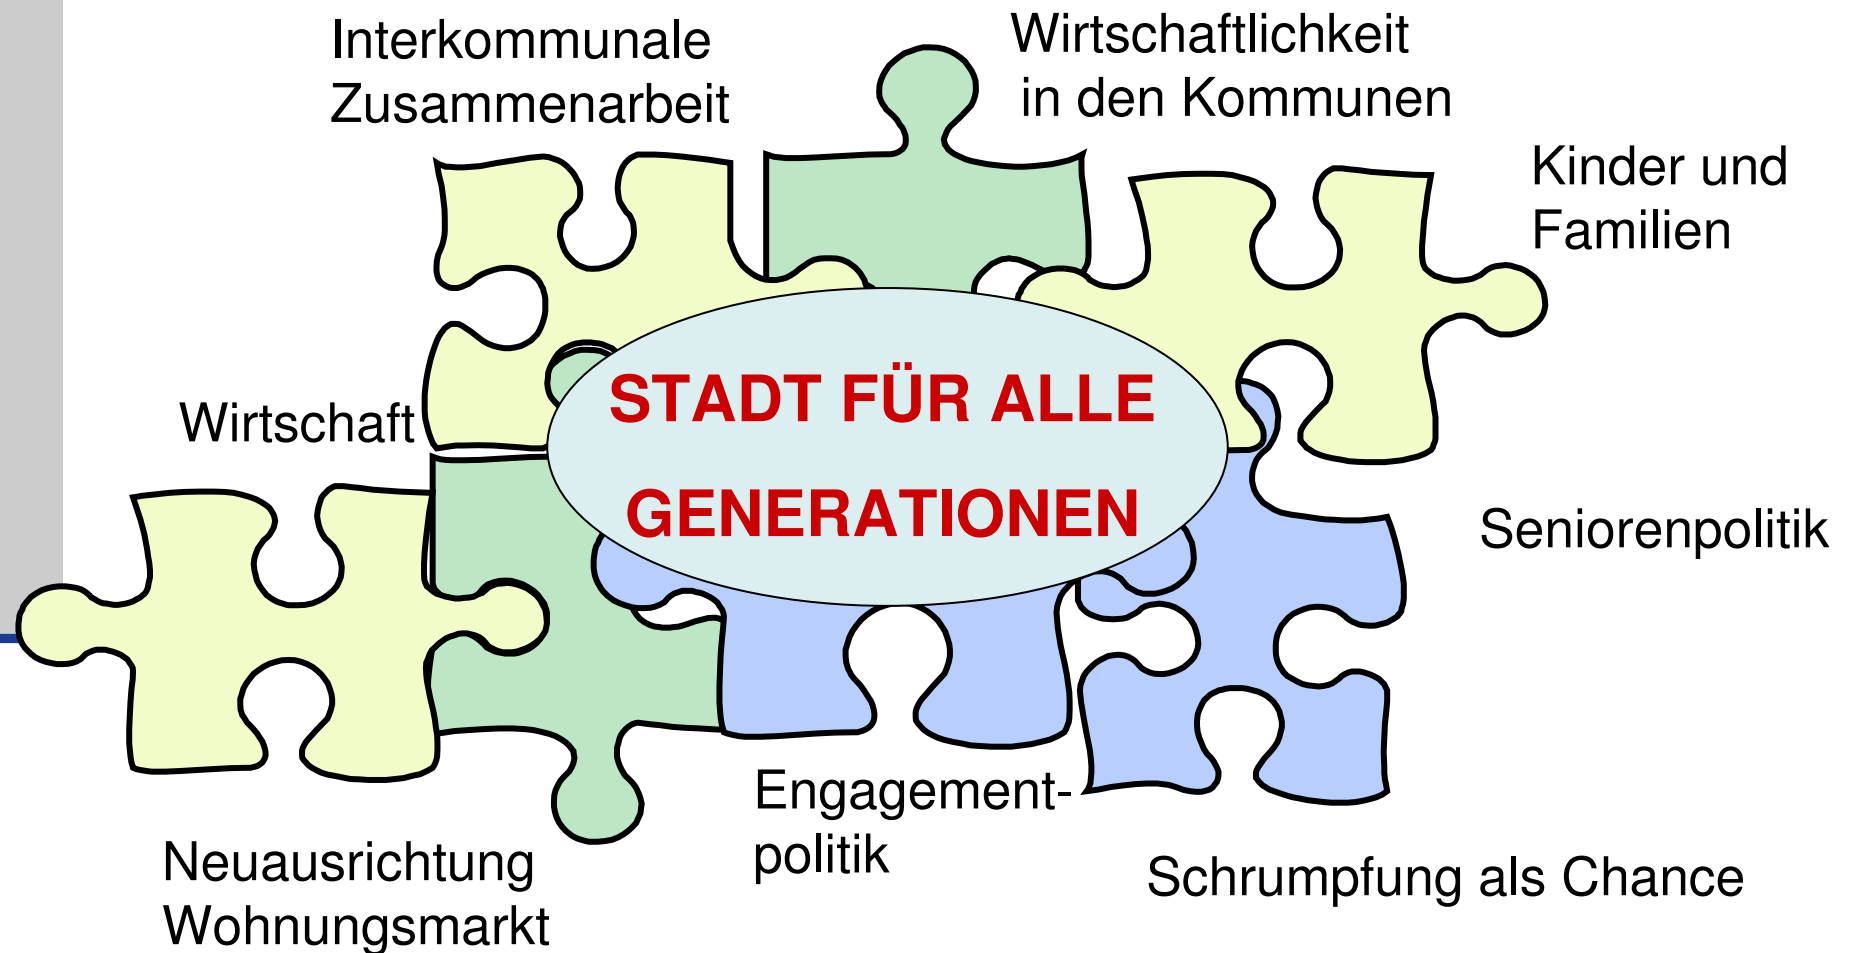 Interkommunale
Zusammenarbeit
Wirtschaftlichkeit
in den Kommunen
Kinder und
Familien
Wirtschaft
STADT FÜR ALLE
GENERATIONEN
Seniorenpolitik
Engagement-
politik
Neuausrichtung
Wohnungsmarkt
Schrumpfung als Chance